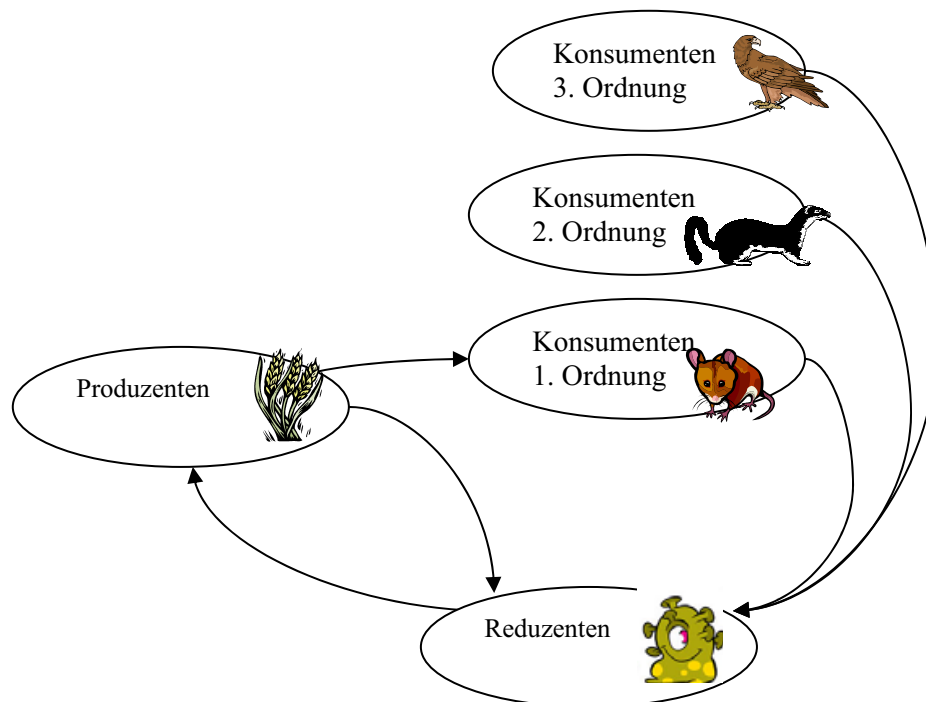 Konsumenten
3. Ordnung
Konsumenten
2. Ordnung
Konsumenten
1. Ordnung
Produzenten
Reduzenten